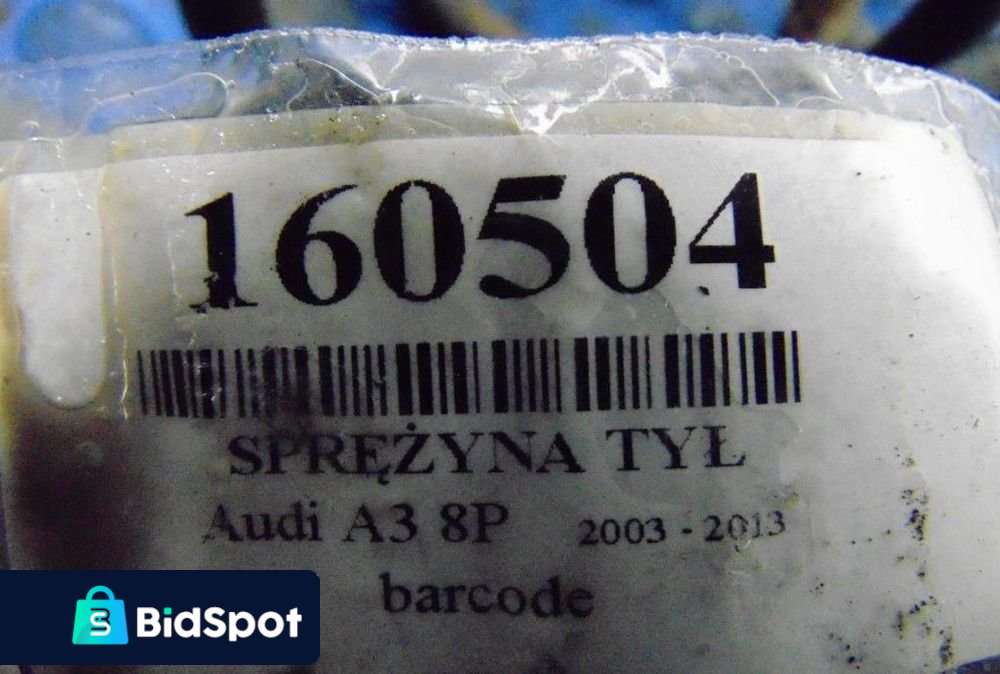 160504
SPRĘŻYNA TYŁ
Audi A3 8P 2003 - 2013
barcode
BidSpot